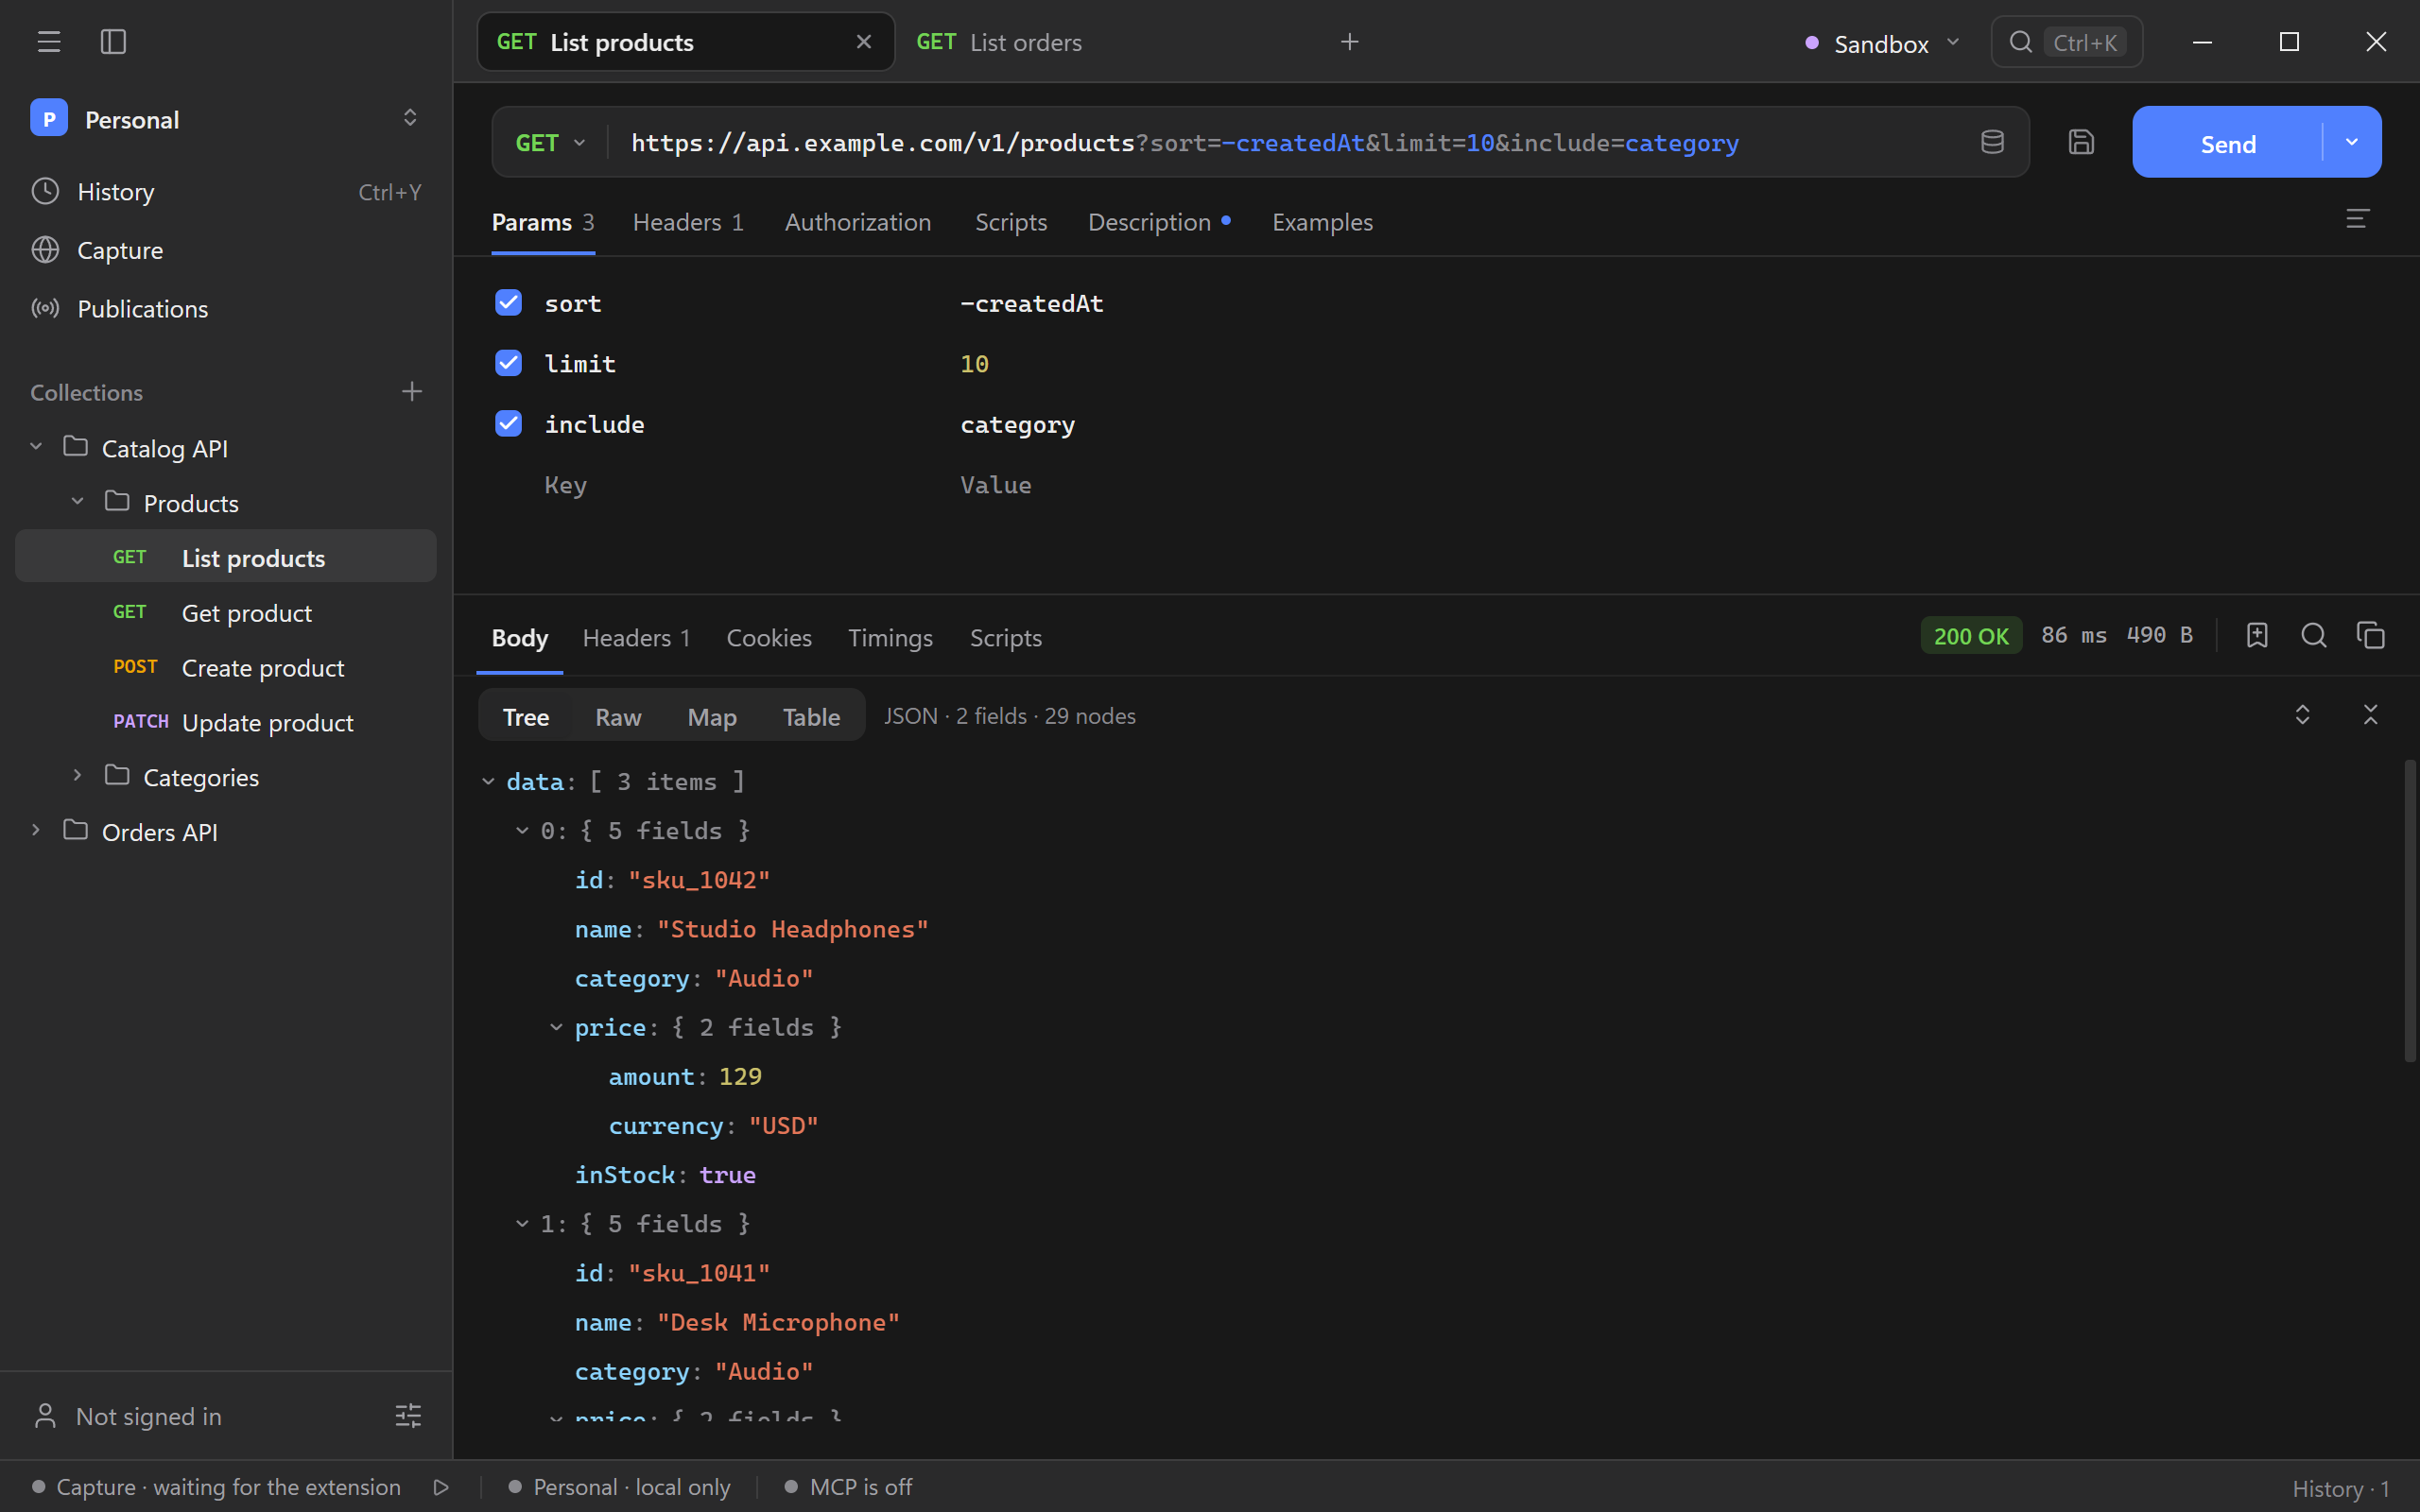 GET List products
GET List orders
Sandbox
Ctrl+K
P Personal
History Ctrl+Y
Capture
Publications
Collections
Catalog API
Products
GET List products
GET Get product
POST Create product
PATCH Update product
Categories
Orders API
Not signed in
GET https://api.example.com/v1/products?sort=-createdAt&limit=10&include=category
Send
Params 3 Headers 1 Authorization Scripts Description Examples
sort -createdAt
limit 10
include category
Key Value
Body Headers 1 Cookies Timings Scripts
200 OK 86 ms 490 B
Tree Raw Map Table JSON · 2 fields · 29 nodes
data: [ 3 items ]
0: { 5 fields }
id: "sku_1042"
name: "Studio Headphones"
category: "Audio"
price: { 2 fields }
amount: 129
currency: "USD"
inStock: true
1: { 5 fields }
id: "sku_1041"
name: "Desk Microphone"
category: "Audio"
price: { 2 fields }
Capture · waiting for the extension
Personal · local only
MCP is off
History · 1